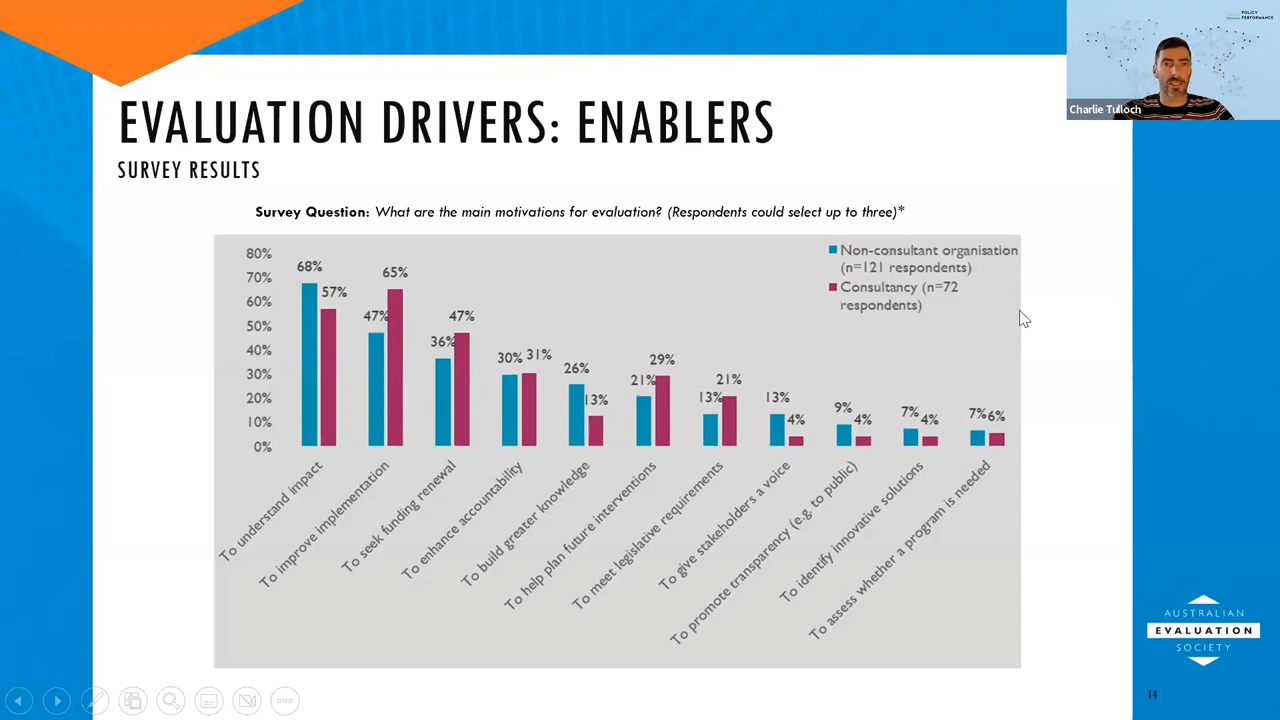 POLICY
PERFORMANCE
Charlie Tulloch
EVALUATION DRIVERS: ENABLERS
SURVEY RESULTS
Survey Question: What are the main motivations for evaluation? (Respondents could select up to three)*
80%
70%
60%
50%
40%
30%
20%
10%
0%
68%
57%
47%
65%
36%
47%
30%
31%
26%
13%
21%
29%
13%
21%
13%
4%
9%
4%
7%
4%
7%
6%
Non-consultant organisation
(n=121 respondents)
Consultancy (n=72
respondents)
To understand impact
To improve implementation
To seek funding renewal
To enhance accountability
To build greater knowledge
To help plan future interventions
To meet legislative requirements
To give stakeholders a voice
To promote transparency (e.g. to public)
To identify innovative solutions
To assess whether a program is needed
AUSTRALIAN
EVALUATION
SOCIETY
14